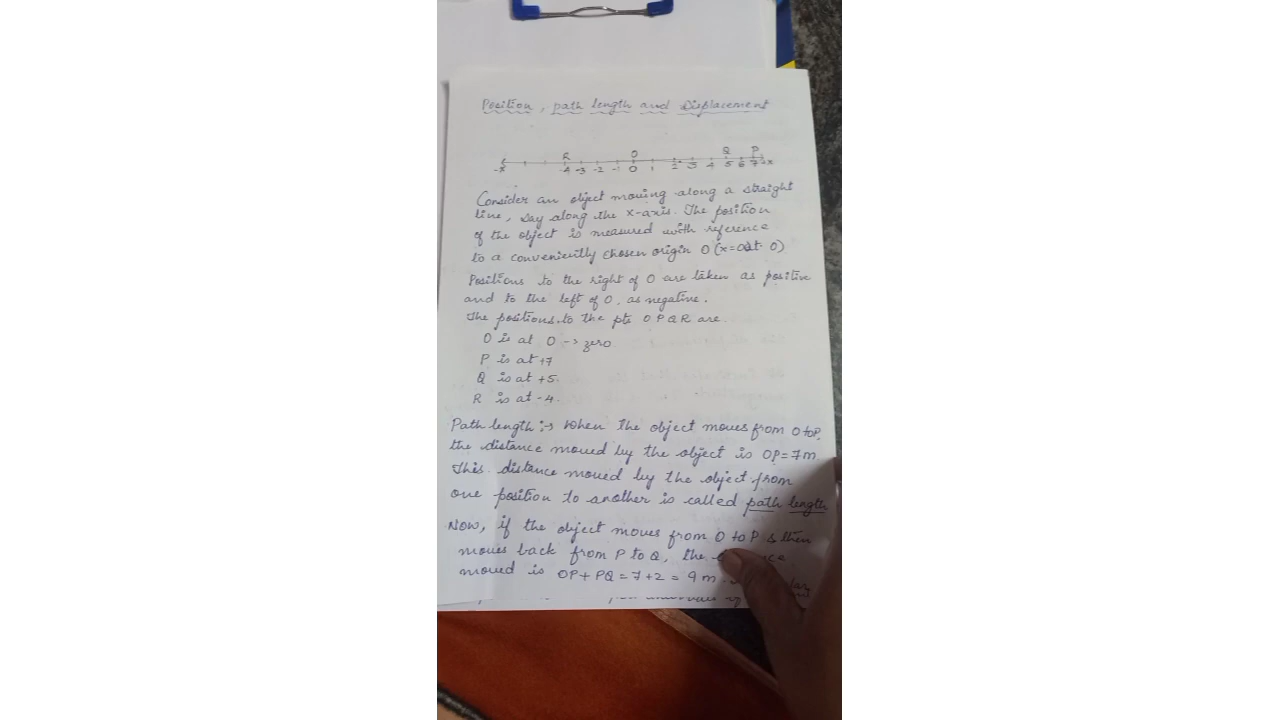 Position, path length and Displacement
R O Q P
-x -4 -3 -2 -1 0 1 2 3 4 5 6 7 +x
Consider an object moving along a straight
line, say along the x-axis. The position
of the object is measured with reference
to a conveniently chosen origin O (x=0 at O)
Positions to the right of O are taken as positive
and to the left of O, as negative.
The positions to the pts O P Q R are
O is at 0 -> zero
P is at +7
Q is at +5.
R is at -4.
Path length :-> When the object moves from O to P,
the distance moved by the object is OP = 7m.
This distance moved by the object from
one position to another is called path length
Now, if the object moves from O to P & then
moves back from P to Q, the
moved is OP + PQ = 7 + 2 = 9 m.